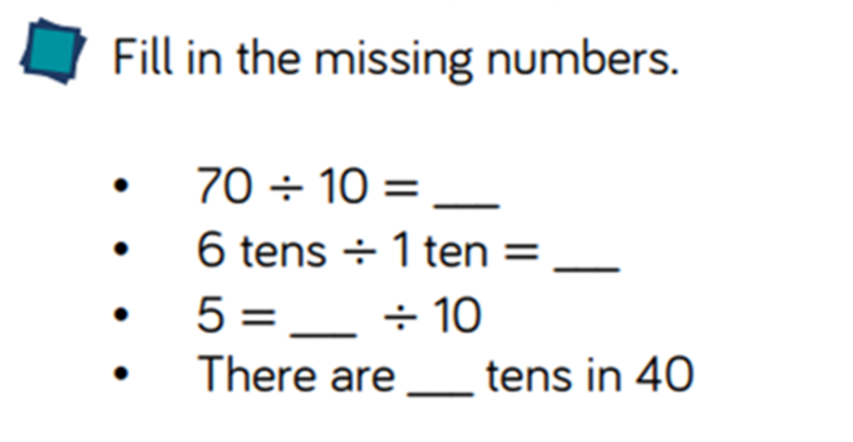 Fill in the missing numbers.
• 70 ÷ 10 = ___
• 6 tens ÷ 1 ten = ___
• 5 = ___ ÷ 10
• There are ___ tens in 40